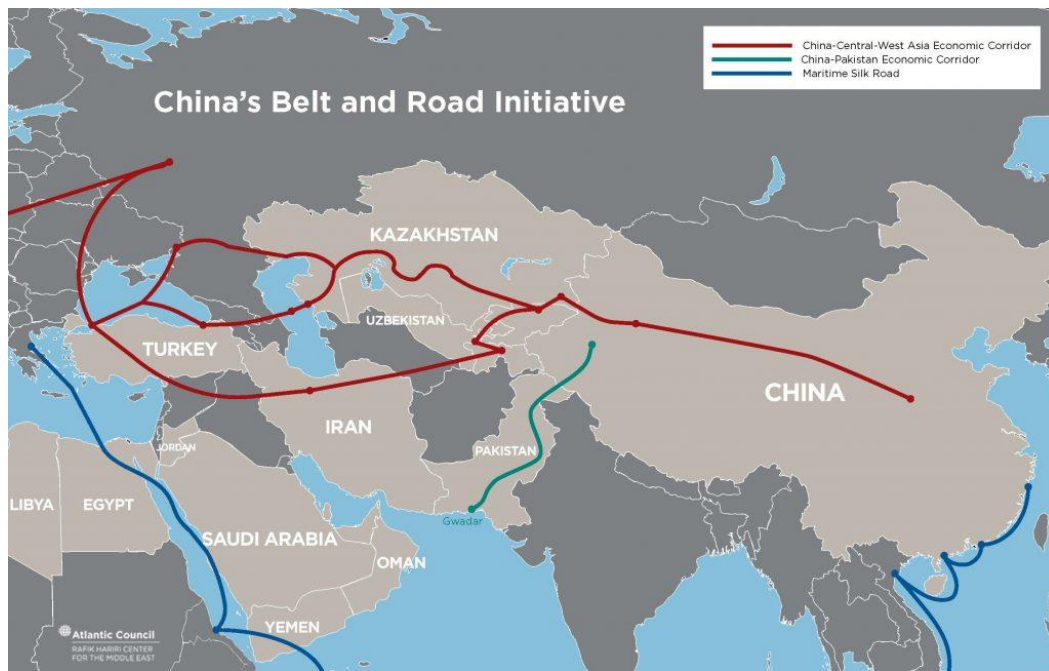 China-Central-West Asia Economic Corridor
China-Pakistan Economic Corridor
Maritime Silk Road
China's Belt and Road Initiative
KAZAKHSTAN
UZBEKISTAN
TURKEY
CHINA
IRAN
PAKISTAN
JORDAN
LIBYA
EGYPT
Gwadar
SAUDI ARABIA
OMAN
YEMEN
Atlantic Council
RAFIK HARIRI CENTER
FOR THE MIDDLE EAST